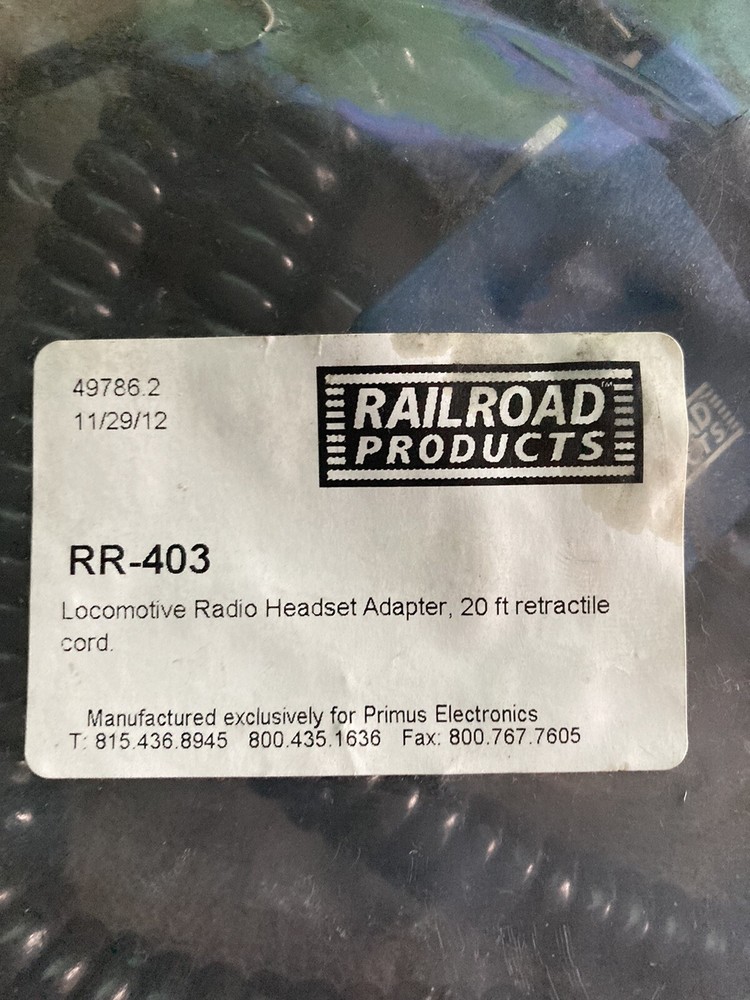 49786.2
11/29/12
RAILROAD™
PRODUCTS
RR-403
Locomotive Radio Headset Adapter, 20 ft retractile
cord.
Manufactured exclusively for Primus Electronics
T: 815.436.8945 800.435.1636 Fax: 800.767.7605